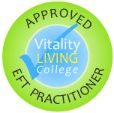 APPROVED
Vitality
LIVING
College
EFT PRACTITIONER